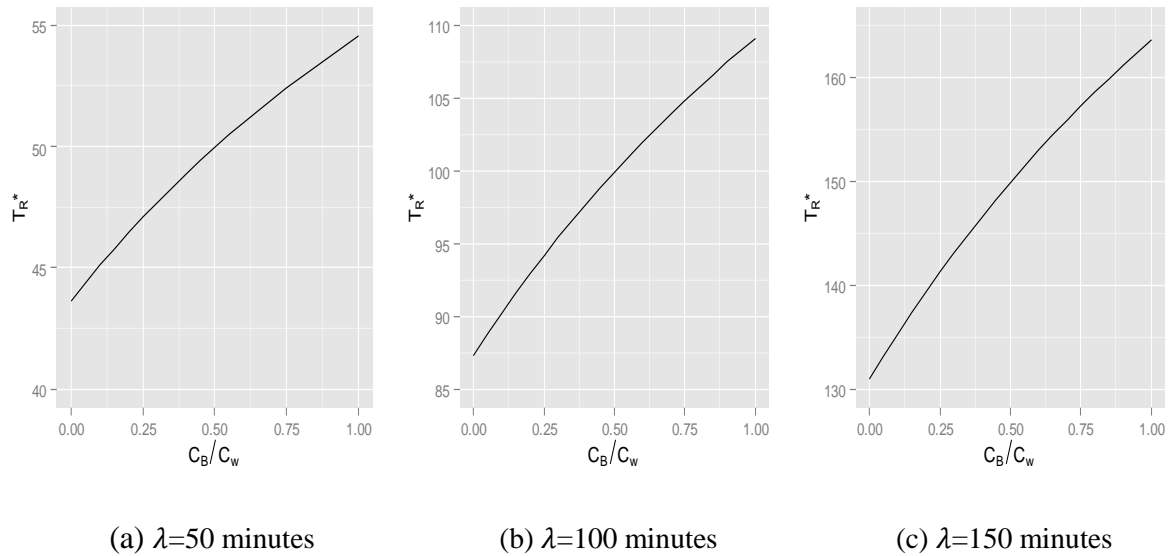 55
50
45
40
T_R^*
0.00 0.25 0.50 0.75 1.00
C_B/C_w
(a) λ=50 minutes
110
105
100
95
90
85
T_R^*
0.00 0.25 0.50 0.75 1.00
C_B/C_w
(b) λ=100 minutes
160
150
140
130
T_R^*
0.00 0.25 0.50 0.75 1.00
C_B/C_w
(c) λ=150 minutes